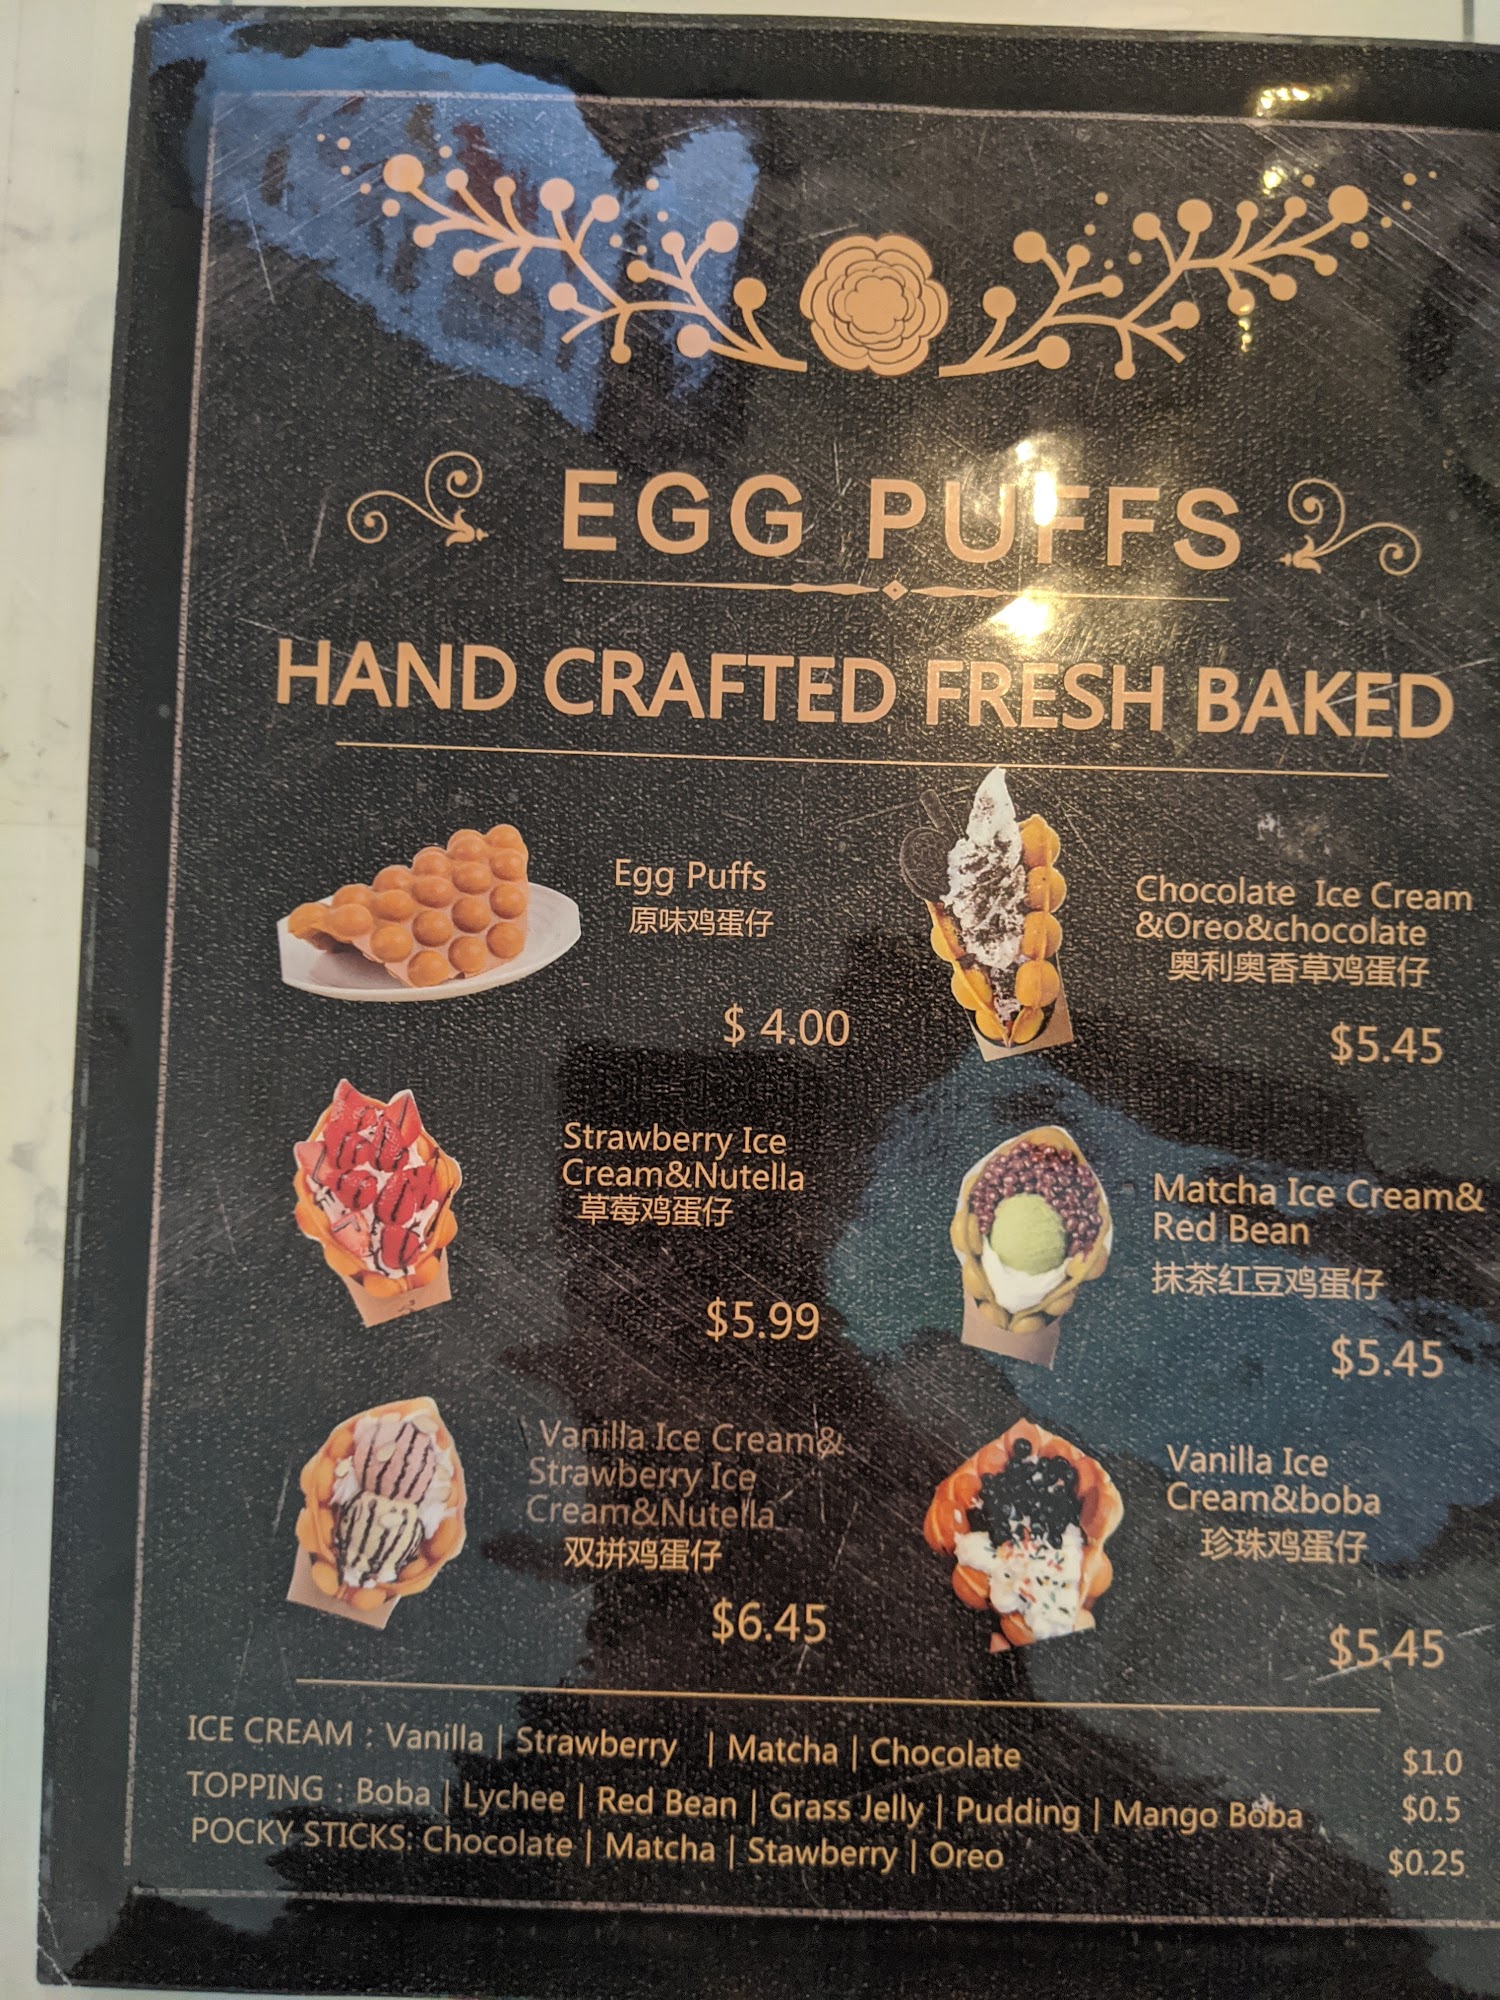 EGG PUFFS
HAND CRAFTED FRESH BAKED
Egg Puffs
原味鸡蛋仔
$ 4.00
Chocolate Ice Cream
&Oreo&chocolate
奥利奥香草鸡蛋仔
$5.45
Strawberry Ice
Cream&Nutella
草莓鸡蛋仔
$5.99
Matcha Ice Cream&
Red Bean
抹茶红豆鸡蛋仔
$5.45
Vanilla Ice Cream&
Strawberry Ice
Cream&Nutella
双拼鸡蛋仔
$6.45
Vanilla Ice
Cream&boba
珍珠鸡蛋仔
$5.45
ICE CREAM : Vanilla | Strawberry | Matcha | Chocolate $1.0
TOPPING : Boba | Lychee | Red Bean | Grass Jelly | Pudding | Mango Boba $0.5
POCKY STICKS: Chocolate | Matcha | Stawberry | Oreo $0.25